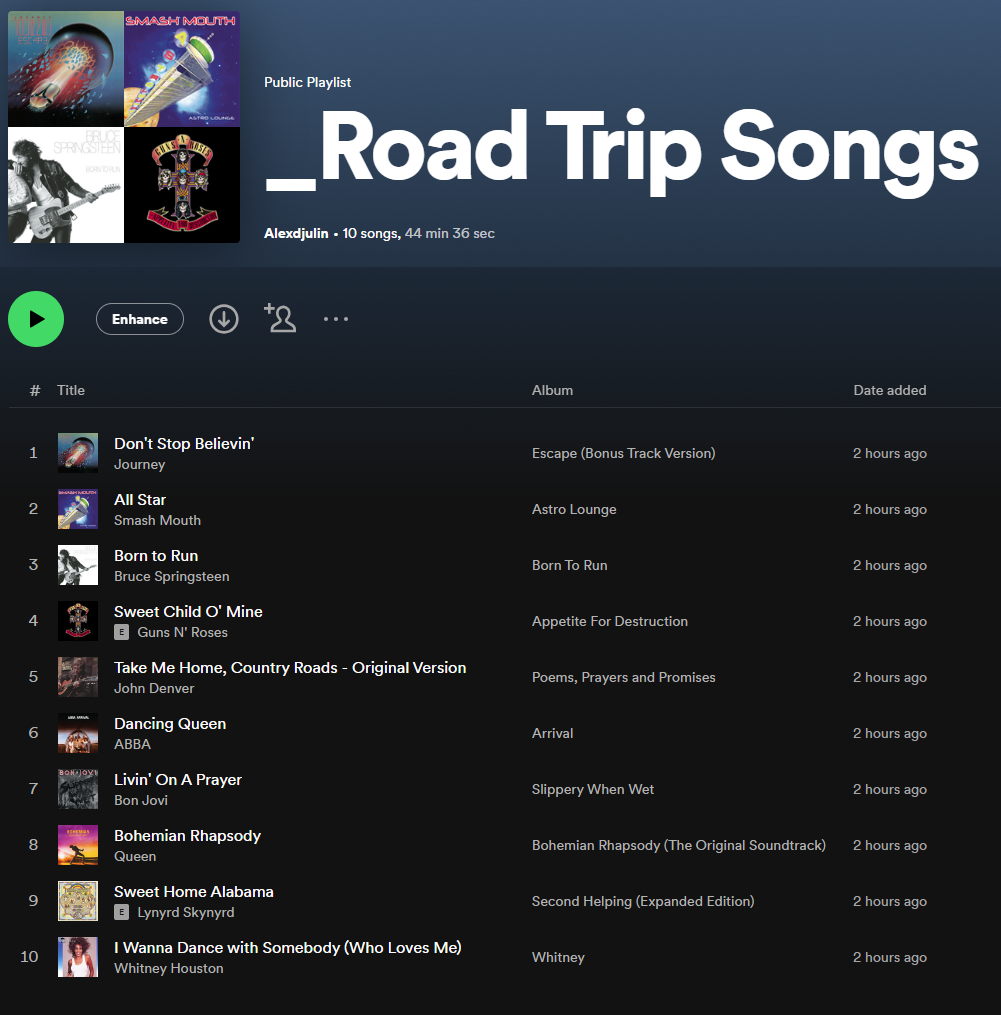 JOURNEY
ESCAPE
SMASH MOUTH
ASTRO LOUNGE
BRUCE
SPRINGSTEEN
BORN TO RUN
GUNS N' ROSES
Public Playlist
_Road Trip Songs
Alexdjulin • 10 songs, 44 min 36 sec
Enhance
# Title Album Date added
1 Don't Stop Believin' Escape (Bonus Track Version) 2 hours ago
Journey
2 All Star Astro Lounge 2 hours ago
Smash Mouth
3 Born to Run Born To Run 2 hours ago
Bruce Springsteen
4 Sweet Child O' Mine Appetite For Destruction 2 hours ago
E Guns N' Roses
5 Take Me Home, Country Roads - Original Version Poems, Prayers and Promises 2 hours ago
John Denver
6 Dancing Queen Arrival 2 hours ago
ABBA
7 Livin' On A Prayer Slippery When Wet 2 hours ago
Bon Jovi
8 Bohemian Rhapsody Bohemian Rhapsody (The Original Soundtrack) 2 hours ago
Queen
9 Sweet Home Alabama Second Helping (Expanded Edition) 2 hours ago
E Lynyrd Skynyrd
10 I Wanna Dance with Somebody (Who Loves Me) Whitney 2 hours ago
Whitney Houston